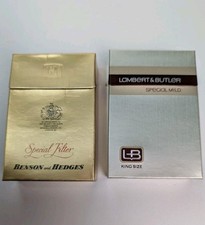 Special Filter
BENSON and HEDGES
LAMBERT & BUTLER
SPECIAL MILD
LB
KING SIZE